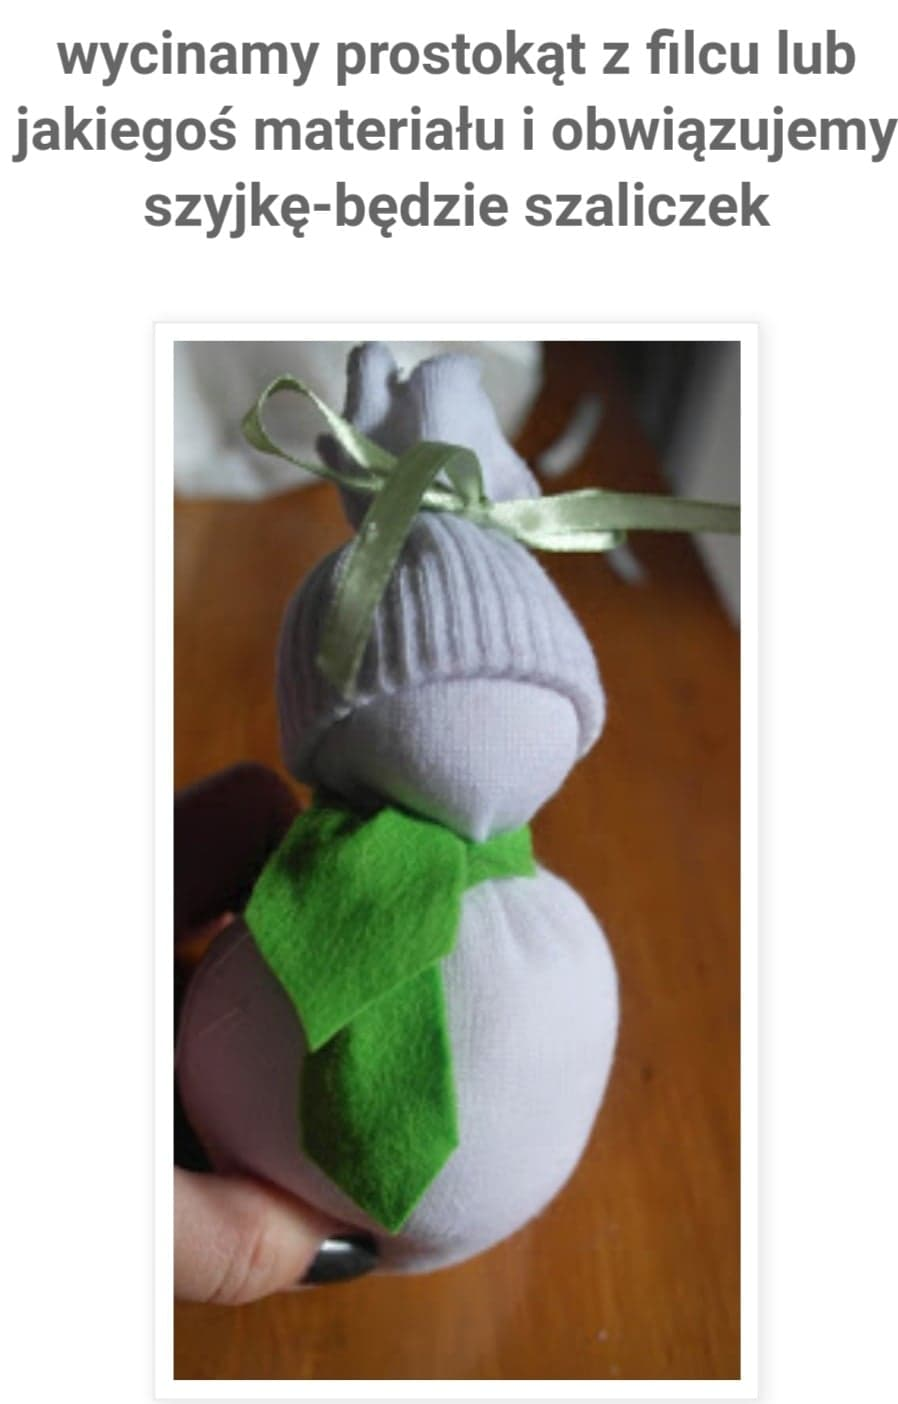 wycinamy prostokąt z filcu lub
jakiegoś materiału i obwiązujemy
szyjkę-będzie szaliczek